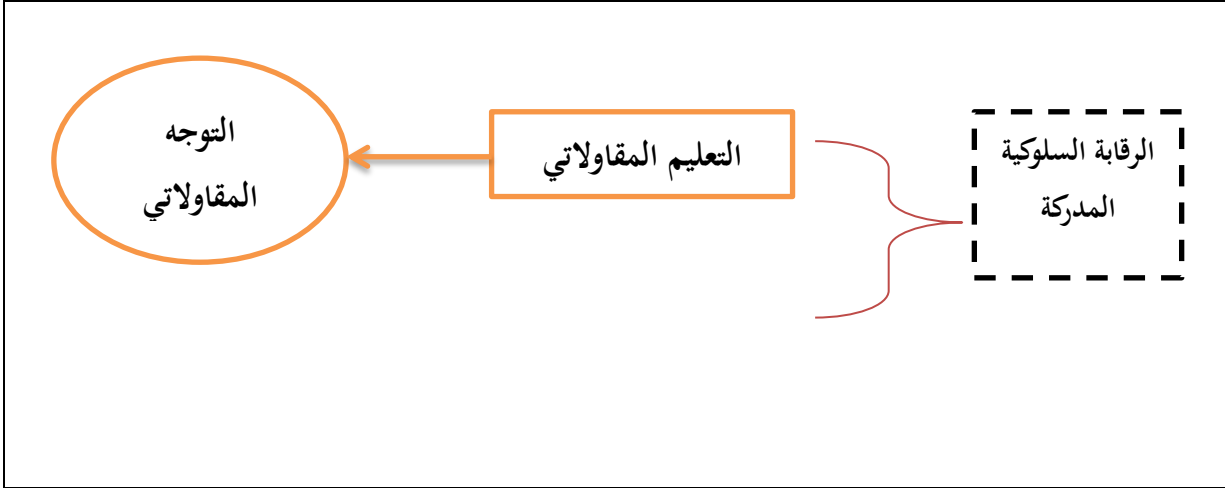 الرقابة السلوكية
المدركة
التعليم المقاولاتي
التوجه
المقاولاتي